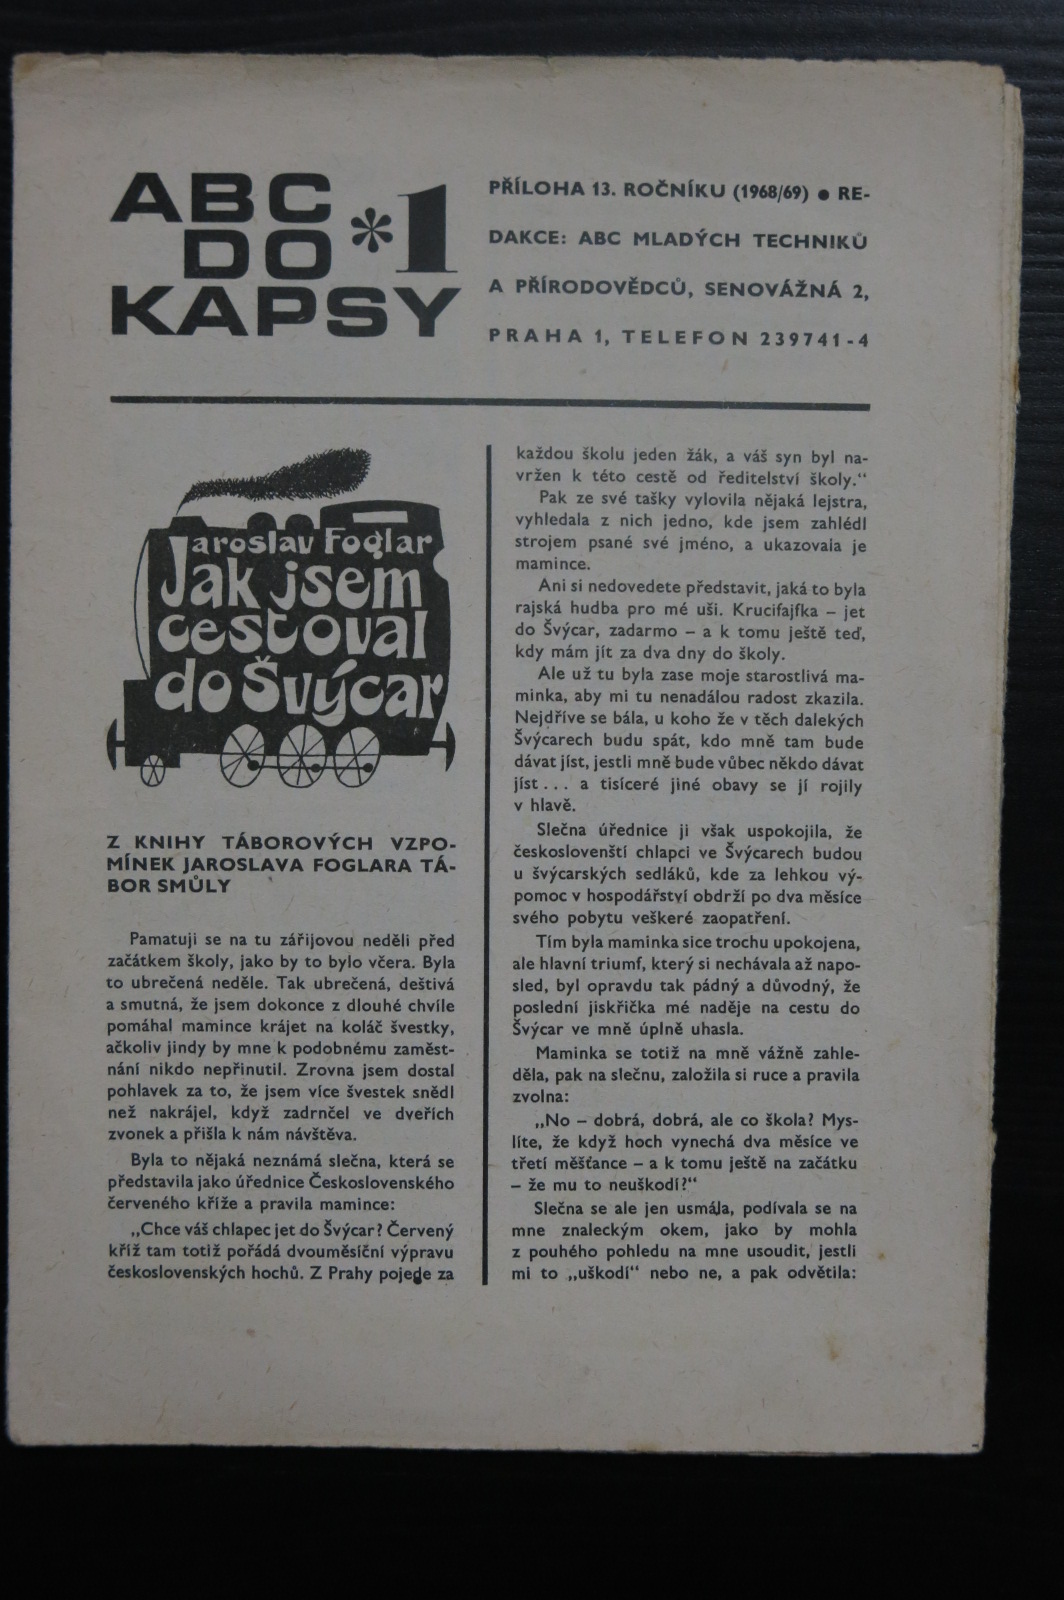 ABC
DO
KAPSY
*1
PŘÍLOHA 13. ROČNÍKU (1968/69) ● RE-
DAKCE: ABC MLADÝCH TECHNIKŮ
A PŘÍRODOVĚDCŮ, SENOVÁŽNÁ 2,
PRAHA 1, TELEFON 239741-4
Jaroslav Foglar
Jak jsem
cestoval
do Švýcar
Z KNIHY TÁBOROVÝCH VZPO-
MÍNEK JAROSLAVA FOGLARA TÁ-
BOR SMŮLY
Pamatuji se na tu zářijovou neděli před
začátkem školy, jako by to bylo včera. Byla
to ubrečená neděle. Tak ubrečená, deštivá
a smutná, že jsem dokonce z dlouhé chvíle
pomáhal mamince krájet na koláč švestky,
ačkoliv jindy by mne k podobnému zaměst-
nání nikdo nepřinutil. Zrovna jsem dostal
pohlavek za to, že jsem více švestek snědl
než nakrájel, když zadrnčel ve dveřích
zvonek a přišla k nám návštěva.
Byla to nějaká neznámá slečna, která se
představila jako úřednice Československého
červeného kříže a pravila mamince:
„Chce váš chlapec jet do Švýcar? Červený
kříž tam totiž pořádá dvouměsíční výpravu
československých hochů. Z Prahy pojede za
každou školu jeden žák, a váš syn byl na-
vržen k této cestě od ředitelství školy.“
Pak ze své tašky vylovila nějaká lejstra,
vyhledala z nich jedno, kde jsem zahlédl
strojem psané své jméno, a ukazovala je
mamince.
Ani si nedovedete představit, jaká to byla
rajská hudba pro mé uši. Krucifajfka – jet
do Švýcar, zadarmo – a k tomu ještě teď,
kdy mám jít za dva dny do školy.
Ale už tu byla zase moje starostlivá ma-
minka, aby mi tu nenadálou radost zkazila.
Nejdříve se bála, u koho že v těch dalekých
Švýcarech budu spát, kdo mně tam bude
dávat jíst, jestli mně bude vůbec někdo dávat
jíst... a tisíceré jiné obavy se jí rojily
v hlavě.
Slečna úřednice ji však uspokojila, že
českoslovenští chlapci ve Švýcarech budou
u švýcarských sedláků, kde za lehkou vý-
pomoc v hospodářství obdrží po dva měsíce
svého pobytu veškeré zaopatření.
Tím byla maminka sice trochu upokojena,
ale hlavní triumf, který si nechávala až napo-
sled, byl opravdu tak pádný a důvodný, že
poslední jiskřička mé naděje na cestu do
Švýcar ve mně úplně uhasla.
Maminka se totiž na mně vážně zahle-
děla, pak na slečnu, založila si ruce a pravila
zvolna:
„No – dobrá, dobrá, ale co škola? Mys-
líte, že když hoch vynechá dva měsíce ve
třetí měšťance – a k tomu ještě na začátku
– že mu to neuškodí?“
Slečna se ale jen usmála, podívala se na
mne znaleckým okem, jako by mohla
z pouhého pohledu na mne usoudit, jestli
mi to „uškodí“ nebo ne, a pak odvětila: